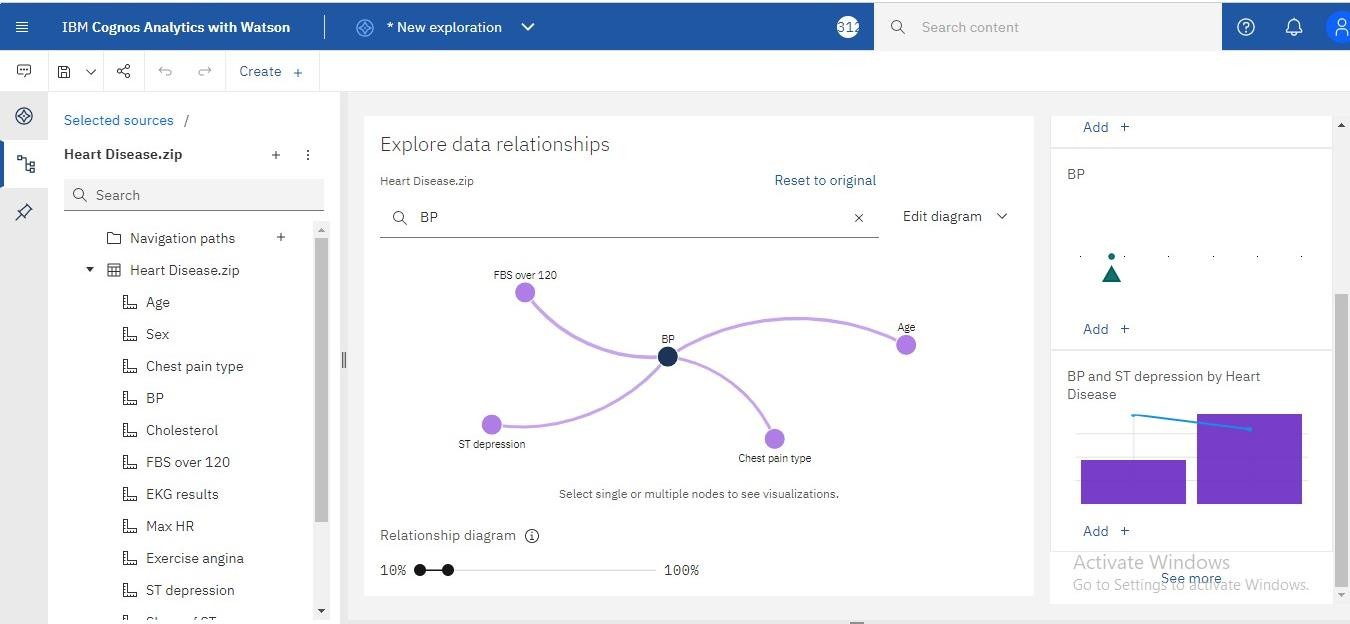 IBM Cognos Analytics with Watson
* New exploration
312
Search content
Create +
Selected sources /
Heart Disease.zip
Search
Navigation paths
Heart Disease.zip
Age
Sex
Chest pain type
BP
Cholesterol
FBS over 120
EKG results
Max HR
Exercise angina
ST depression
Explore data relationships
Heart Disease.zip
Reset to original
BP
Edit diagram
FBS over 120
BP
Age
ST depression
Chest pain type
Select single or multiple nodes to see visualizations.
Relationship diagram
10%
100%
Add +
BP
Add +
BP and ST depression by Heart
Disease
Add +
Activate Windows
See more
Go to Settings to activate Windows.